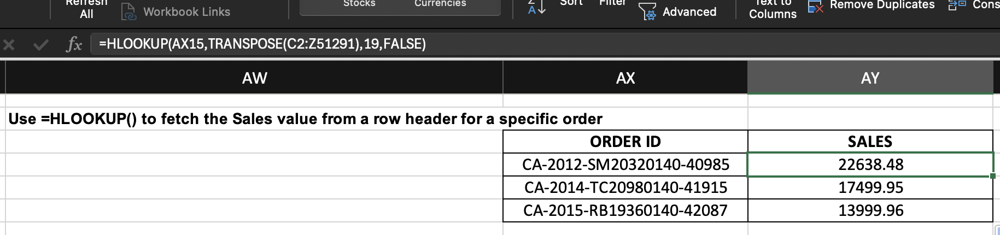 Refresh All
Workbook Links
Stocks
Currencies
Z A
Sort
Filter
Advanced
Text to Columns
Remove Duplicates
Cons
fx =HLOOKUP(AX15,TRANSPOSE(C2:Z51291),19,FALSE)
AW AX AY
Use =HLOOKUP() to fetch the Sales value from a row header for a specific order
ORDER ID SALES
CA-2012-SM20320140-40985 22638.48
CA-2014-TC20980140-41915 17499.95
CA-2015-RB19360140-42087 13999.96